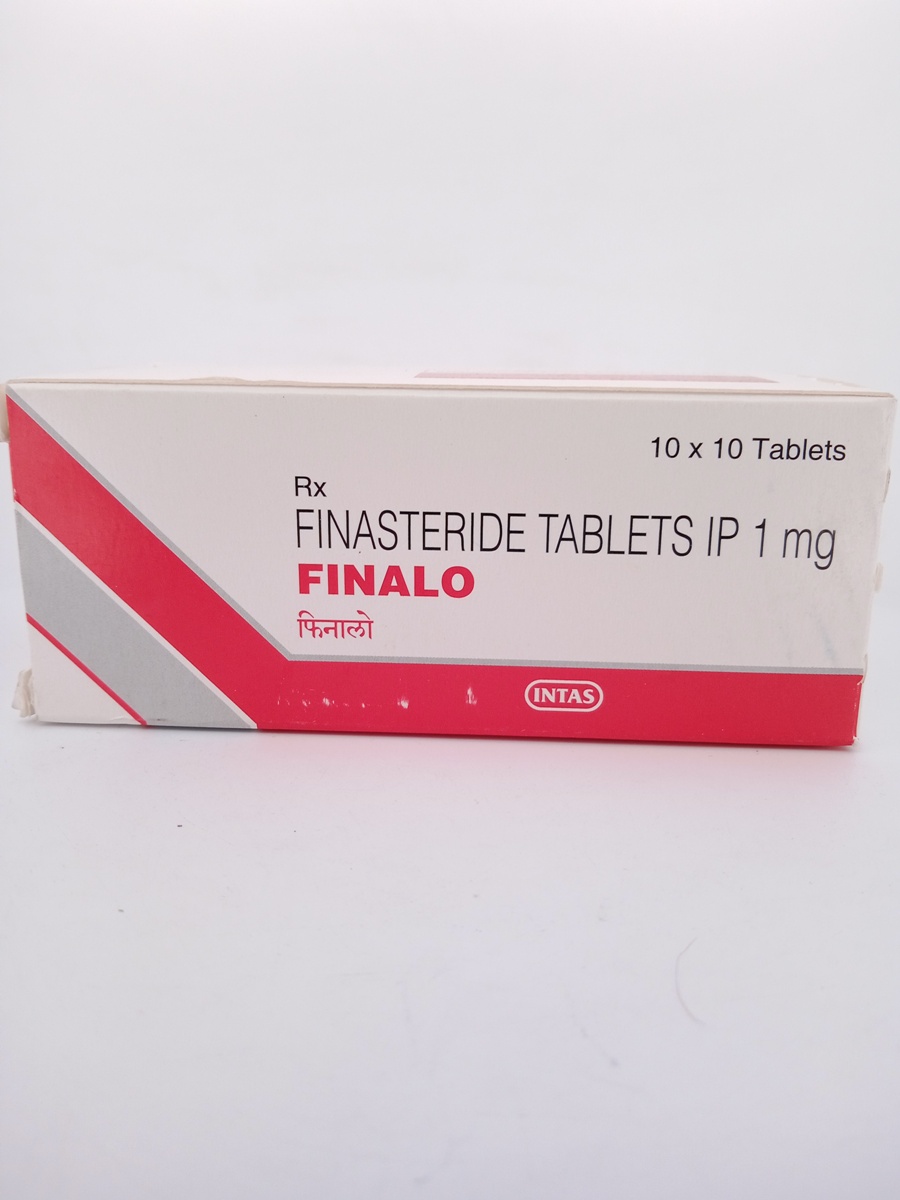 10 x 10 Tablets
Rx
FINASTERIDE TABLETS IP 1 mg
FINALO
फिनालो
INTAS